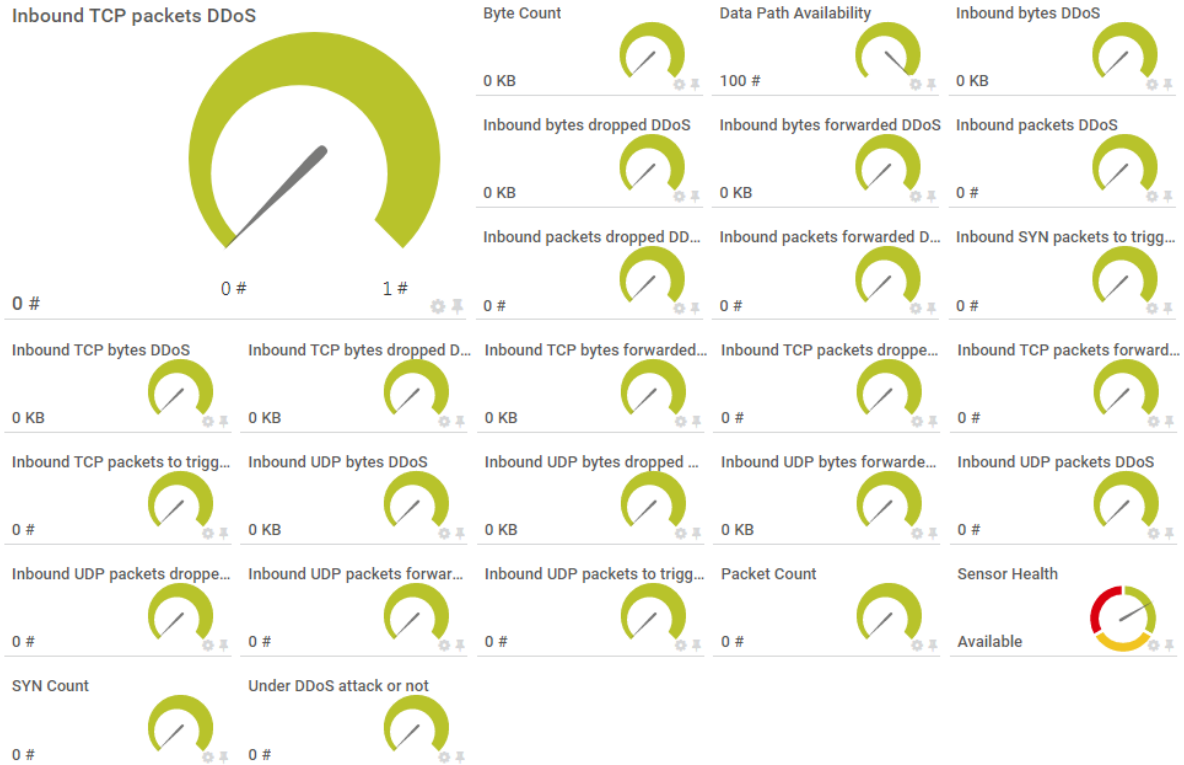 Inbound TCP packets DDoS
0 #
1 #
0 #
Byte Count
0 KB
Data Path Availability
100 #
Inbound bytes DDoS
0 KB
Inbound bytes dropped DDoS
0 KB
Inbound bytes forwarded DDoS
0 KB
Inbound packets DDoS
0 #
Inbound packets dropped DD...
0 #
Inbound packets forwarded D...
0 #
Inbound SYN packets to trigg...
0 #
Inbound TCP bytes DDoS
0 KB
Inbound TCP bytes dropped D...
0 KB
Inbound TCP bytes forwarded...
0 KB
Inbound TCP packets droppe...
0 #
Inbound TCP packets forward...
0 #
Inbound TCP packets to trigg...
0 #
Inbound UDP bytes DDoS
0 KB
Inbound UDP bytes dropped ...
0 KB
Inbound UDP bytes forwarde...
0 KB
Inbound UDP packets DDoS
0 #
Inbound UDP packets droppe...
0 #
Inbound UDP packets forwar...
0 #
Inbound UDP packets to trigg...
0 #
Packet Count
0 #
Sensor Health
Available
SYN Count
0 #
Under DDoS attack or not
0 #